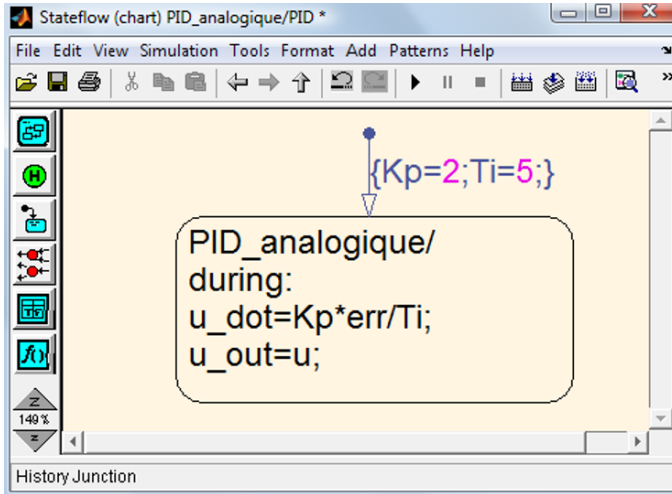 Stateflow (chart) PID_analogique/PID *
File Edit View Simulation Tools Format Add Patterns Help
{Kp=2;Ti=5;}
PID_analogique/
during:
u_dot=Kp*err/Ti;
u_out=u;
H
f()
Z
149%
z
History Junction